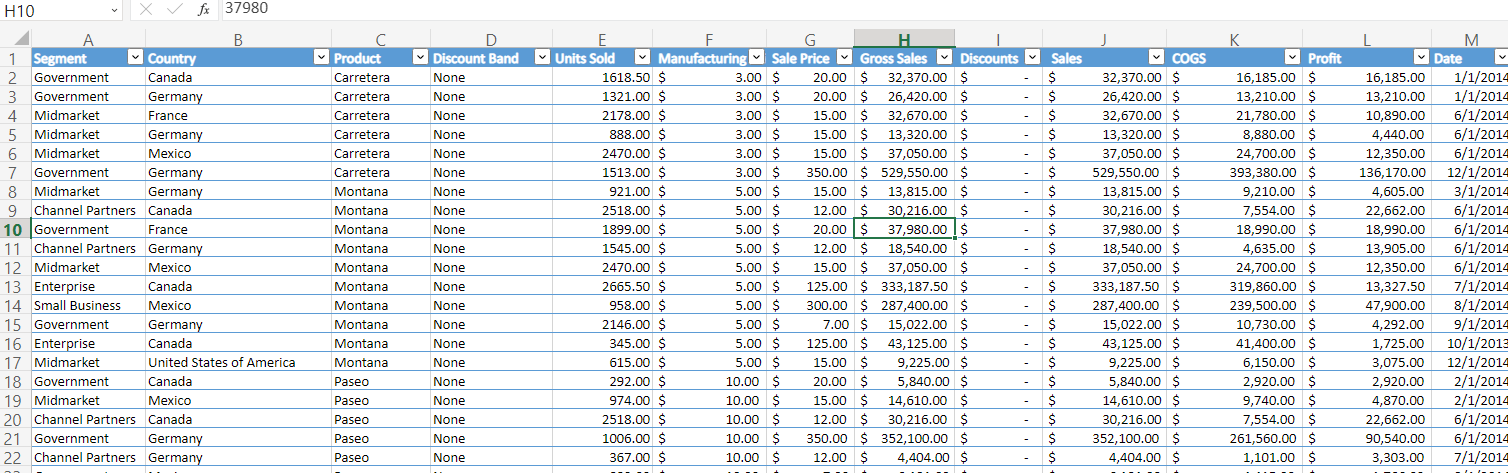 H10 fx 37980
A B C D E F G H I J K L M
1 Segment Country Product Discount Band Units Sold Manufacturing Sale Price Gross Sales Discounts Sales COGS Profit Date
2 Government Canada Carretera None 1618.50 $ 3.00 $ 20.00 $ 32,370.00 $ - $ 32,370.00 $ 16,185.00 $ 16,185.00 1/1/2014
3 Government Germany Carretera None 1321.00 $ 3.00 $ 20.00 $ 26,420.00 $ - $ 26,420.00 $ 13,210.00 $ 13,210.00 1/1/2014
4 Midmarket France Carretera None 2178.00 $ 3.00 $ 15.00 $ 32,670.00 $ - $ 32,670.00 $ 21,780.00 $ 10,890.00 6/1/2014
5 Midmarket Germany Carretera None 888.00 $ 3.00 $ 15.00 $ 13,320.00 $ - $ 13,320.00 $ 8,880.00 $ 4,440.00 6/1/2014
6 Midmarket Mexico Carretera None 2470.00 $ 3.00 $ 15.00 $ 37,050.00 $ - $ 37,050.00 $ 24,700.00 $ 12,350.00 6/1/2014
7 Government Germany Carretera None 1513.00 $ 3.00 $ 350.00 $ 529,550.00 $ - $ 529,550.00 $ 393,380.00 $ 136,170.00 12/1/2014
8 Midmarket Germany Montana None 921.00 $ 5.00 $ 15.00 $ 13,815.00 $ - $ 13,815.00 $ 9,210.00 $ 4,605.00 3/1/2014
9 Channel Partners Canada Montana None 2518.00 $ 5.00 $ 12.00 $ 30,216.00 $ - $ 30,216.00 $ 7,554.00 $ 22,662.00 6/1/2014
10 Government France Montana None 1899.00 $ 5.00 $ 20.00 $ 37,980.00 $ - $ 37,980.00 $ 18,990.00 $ 18,990.00 6/1/2014
11 Channel Partners Germany Montana None 1545.00 $ 5.00 $ 12.00 $ 18,540.00 $ - $ 18,540.00 $ 4,635.00 $ 13,905.00 6/1/2014
12 Midmarket Mexico Montana None 2470.00 $ 5.00 $ 15.00 $ 37,050.00 $ - $ 37,050.00 $ 24,700.00 $ 12,350.00 6/1/2014
13 Enterprise Canada Montana None 2665.50 $ 5.00 $ 125.00 $ 333,187.50 $ - $ 333,187.50 $ 319,860.00 $ 13,327.50 7/1/2014
14 Small Business Mexico Montana None 958.00 $ 5.00 $ 300.00 $ 287,400.00 $ - $ 287,400.00 $ 239,500.00 $ 47,900.00 8/1/2014
15 Government Germany Montana None 2146.00 $ 5.00 $ 7.00 $ 15,022.00 $ - $ 15,022.00 $ 10,730.00 $ 4,292.00 9/1/2014
16 Enterprise Canada Montana None 345.00 $ 5.00 $ 125.00 $ 43,125.00 $ - $ 43,125.00 $ 41,400.00 $ 1,725.00 10/1/2013
17 Midmarket United States of America Montana None 615.00 $ 5.00 $ 15.00 $ 9,225.00 $ - $ 9,225.00 $ 6,150.00 $ 3,075.00 12/1/2014
18 Government Canada Paseo None 292.00 $ 10.00 $ 20.00 $ 5,840.00 $ - $ 5,840.00 $ 2,920.00 $ 2,920.00 2/1/2014
19 Midmarket Mexico Paseo None 974.00 $ 10.00 $ 15.00 $ 14,610.00 $ - $ 14,610.00 $ 9,740.00 $ 4,870.00 2/1/2014
20 Channel Partners Canada Paseo None 2518.00 $ 10.00 $ 12.00 $ 30,216.00 $ - $ 30,216.00 $ 7,554.00 $ 22,662.00 6/1/2014
21 Government Germany Paseo None 1006.00 $ 10.00 $ 350.00 $ 352,100.00 $ - $ 352,100.00 $ 261,560.00 $ 90,540.00 6/1/2014
22 Channel Partners Germany Paseo None 367.00 $ 10.00 $ 12.00 $ 4,404.00 $ - $ 4,404.00 $ 1,101.00 $ 3,303.00 7/1/2014